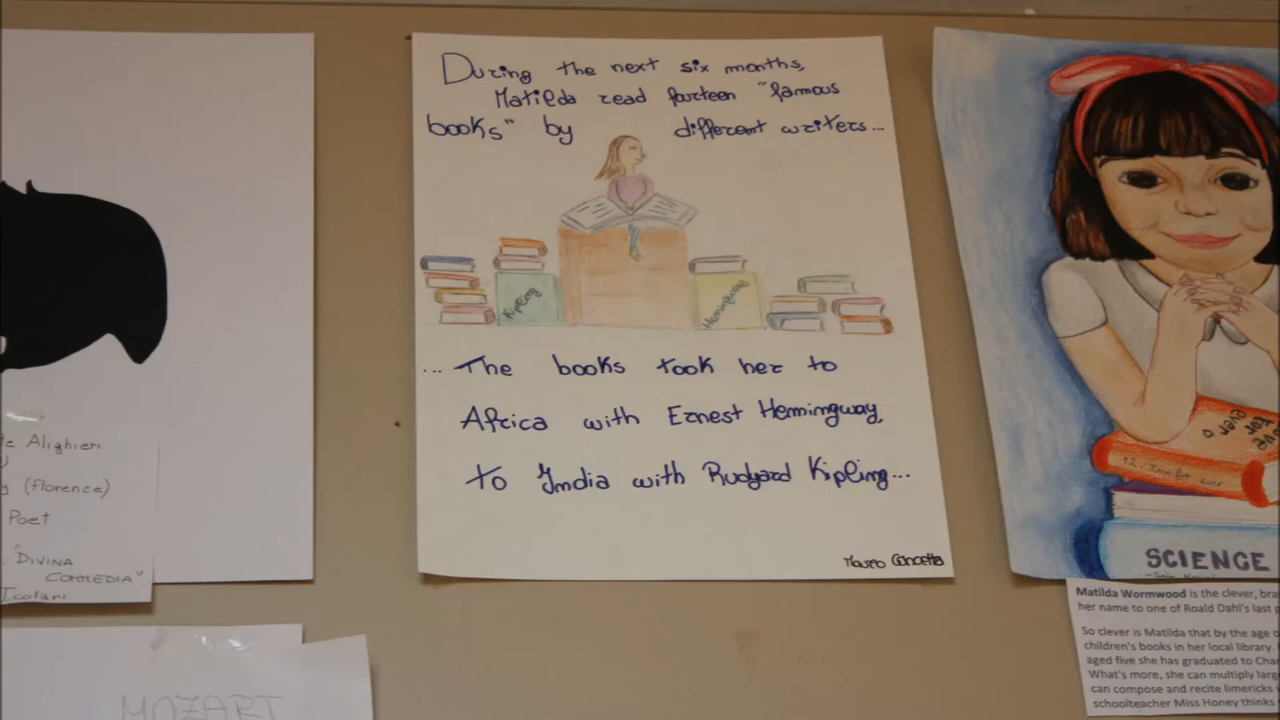 During the next six months,
Matilda read fourteen "famous
books" by different writers...
Kipling
Hemingway
... The books took her to
Africa with Ernest Hemingway,
to India with Rudyard Kipling...
Mauro Concetta
Alighieri
(Florence)
Poet
"DIVINA
COMMEDIA"
MOZART
SCIENCE
Matilda Wormwood is the clever,
her name to one of Roald Dahl's last
So clever is Matilda that by the age
children's books in her local library.
aged five she has graduated to
What's more, she can multiply
can compose and recite limericks
schoolteacher Miss Honey thinks